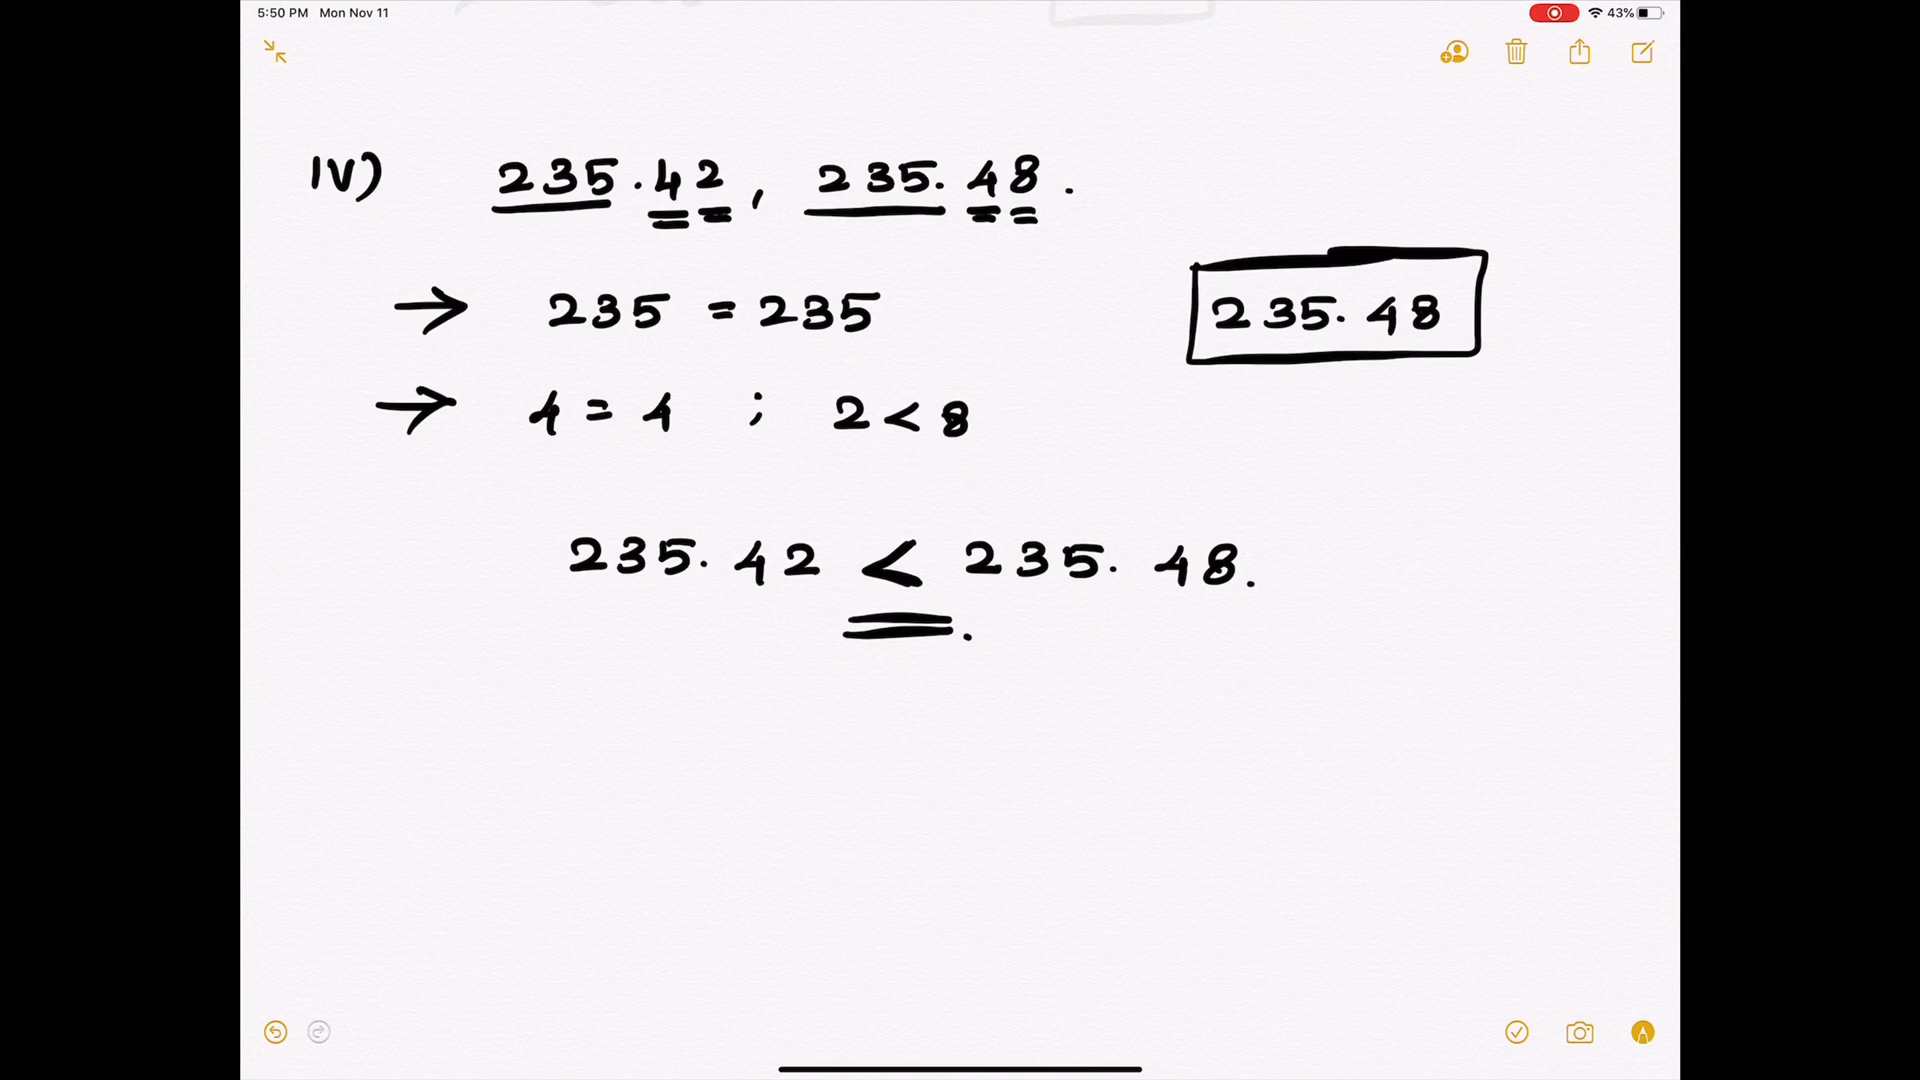 5:50 PM Mon Nov 11
43%
IV) 235.42, 235.48.
→ 235 = 235
235.48
→ 4 = 4 ; 2 < 8
235.42 < 235.48.